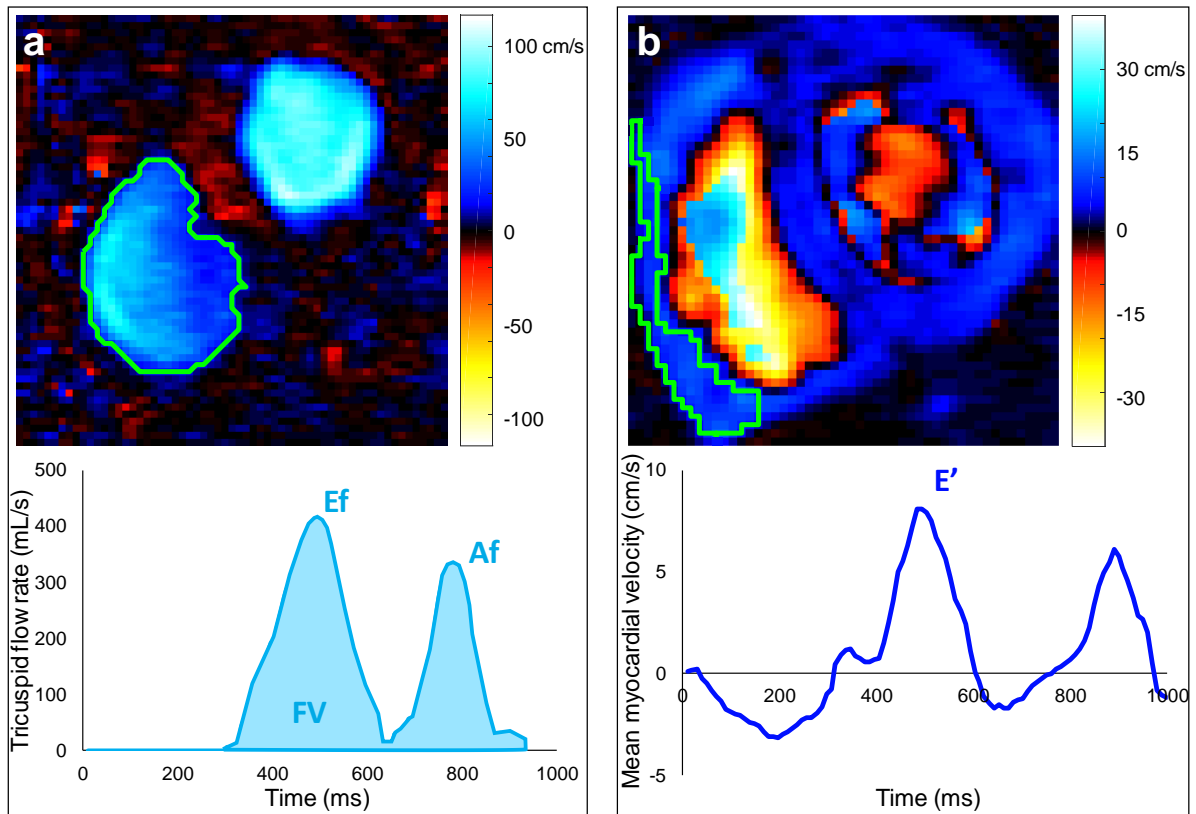 a
100 cm/s
50
0
-50
-100
500
400
300
200
100
0
Tricuspid flow rate (mL/s)
Ef
Af
FV
0 200 400 600 800 1000
Time (ms)
b
30 cm/s
15
0
-15
-30
10
5
0
-5
Mean myocardial velocity (cm/s)
E’
0 200 400 600 800 1000
Time (ms)